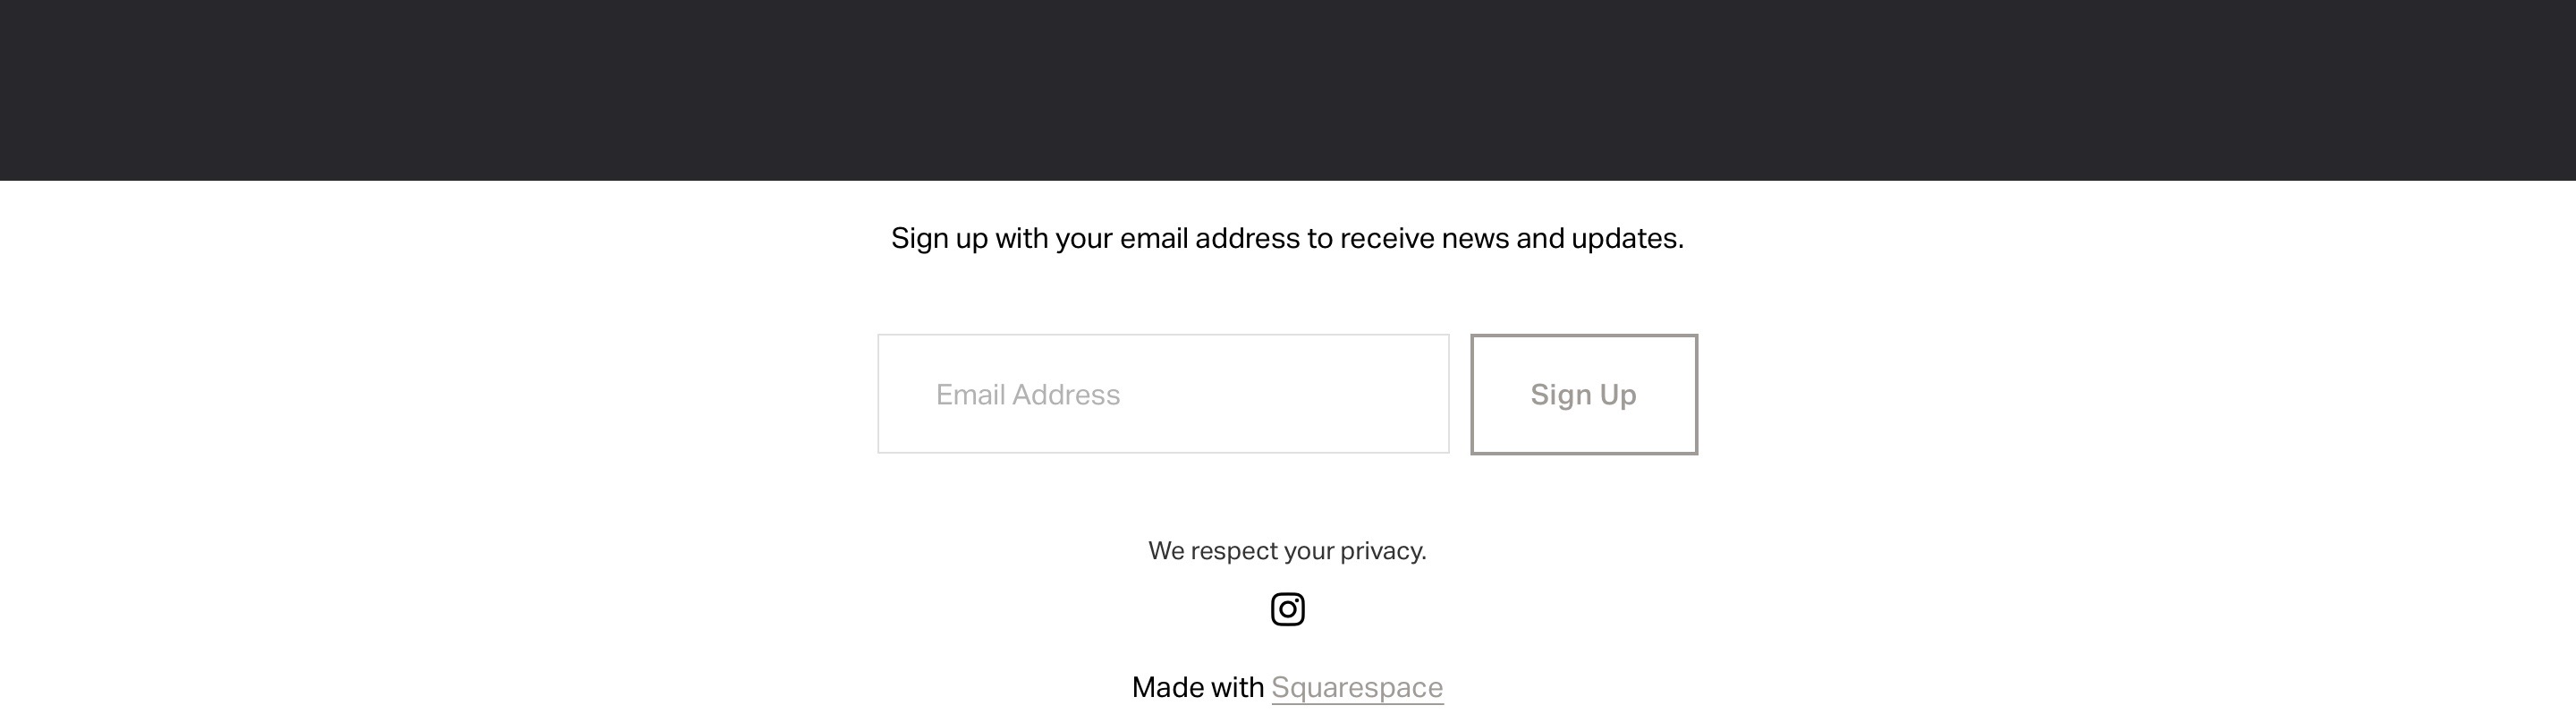 Sign up with your email address to receive news and updates.
Email Address
Sign Up
We respect your privacy.
Made with Squarespace